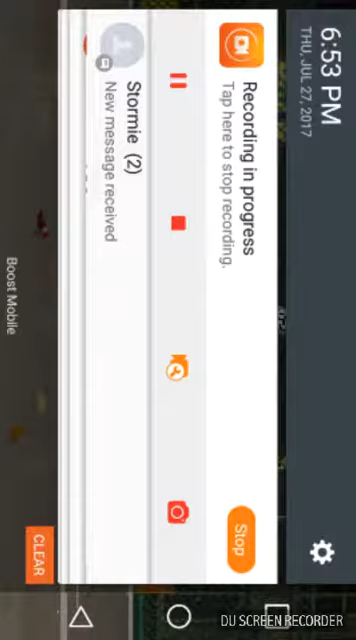 6:53 PM
THU, JUL 27, 2017
Recording in progress
Tap here to stop recording.
Stop
Stormie (2)
New message received
CLEAR
Boost Mobile
DU SCREEN RECORDER